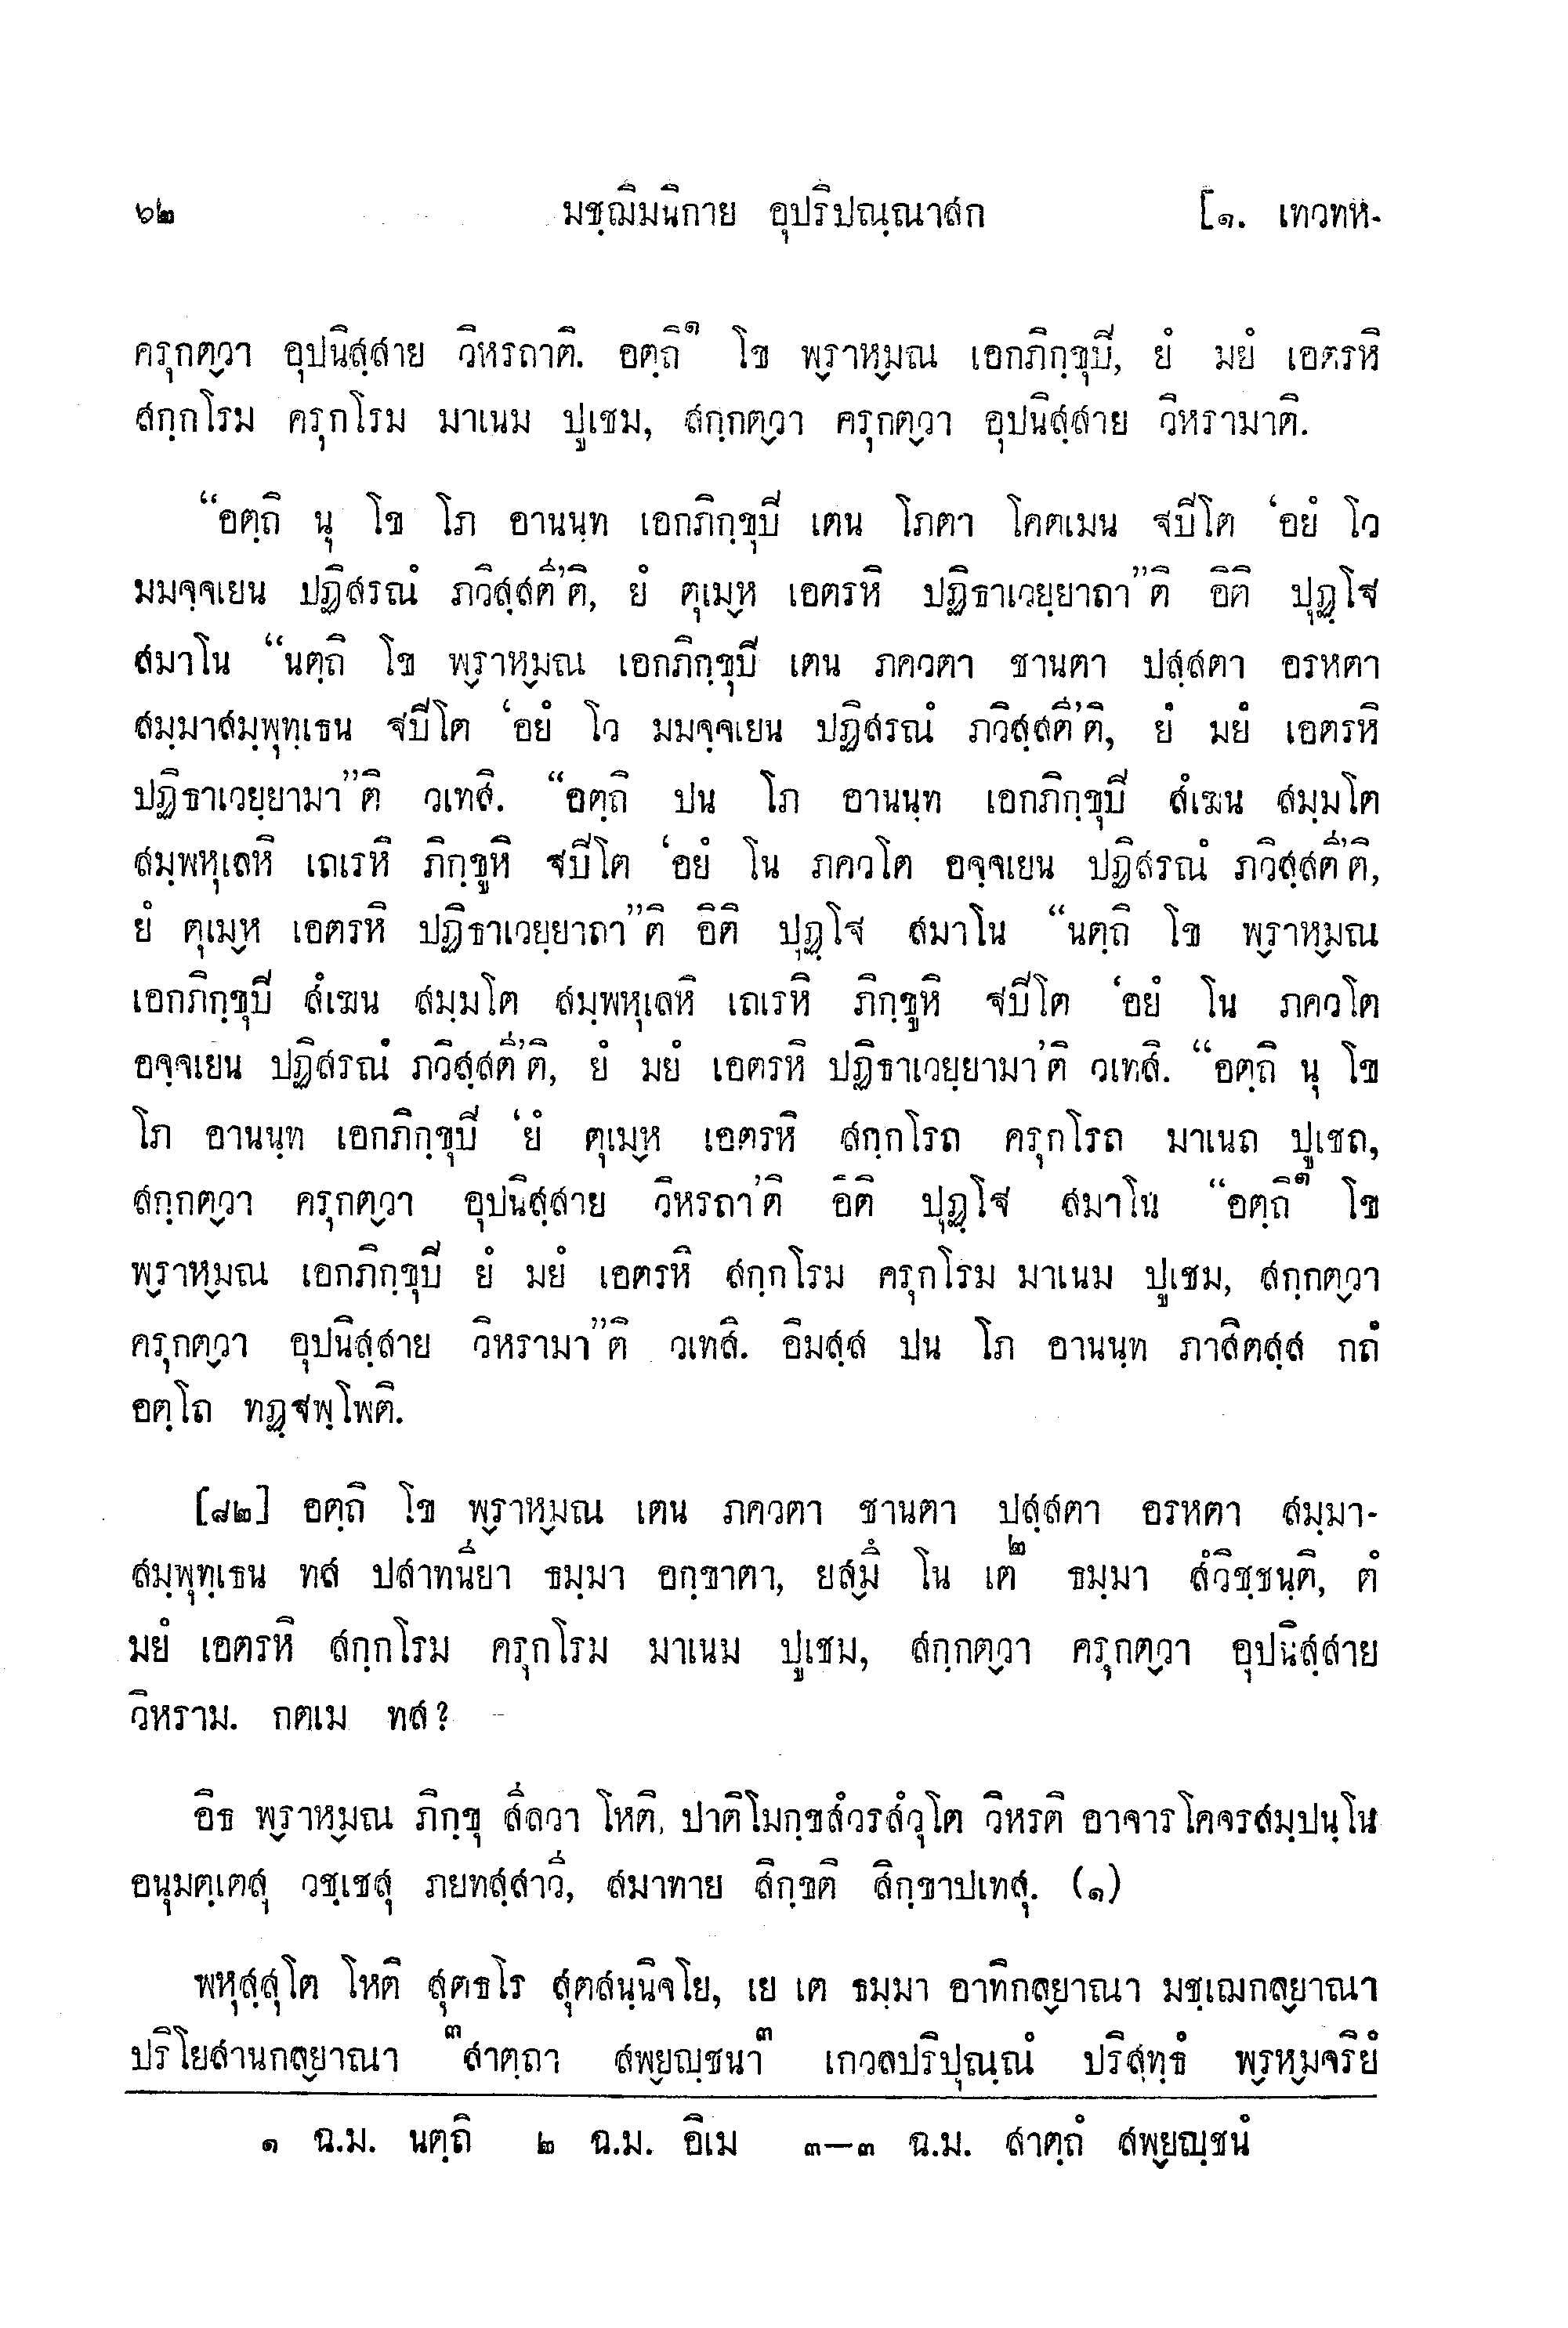 ๖๒ มชฺฌิมนิกาย อุปริปณฺณาสก [๑. เทวทห-
ครุกตฺวา อุปนิสฺสาย วิหรถาติ. อตฺถิ๑ โข พฺราหฺมณ เอกภิกฺขุปี, ยํ มยํ เอตรหิ
สกฺกโรม ครุกโรม มาเนม ปูเชม, สกฺกตฺวา ครุกตฺวา อุปนิสฺสาย วิหรามาติ.
“อตฺถิ นุ โข โภ อานนฺท เอกภิกฺขุปี เตน โภตา โคตเมน ฐปีโต ‘อยํ โว
มมจฺจเยน ปฏิสรณํ ภวิสฺสตี’ติ, ยํ ตุเมฺห เอตรหิ ปฏิธาเวยฺยาถา”ติ อิติ ปุฏฺโฐ
สมาโน “นตฺถิ โข พฺราหฺมณ เอกภิกฺขุปี เตน ภควตา ชานตา ปสฺสตา อรหตา
สมฺมาสมฺพุทฺเธน ฐปีโต ‘อยํ โว มมจฺจเยน ปฏิสรณํ ภวิสฺสตี’ติ, ยํ มยํ เอตรหิ
ปฏิธาเวยฺยามา”ติ วเทสิ. “อตฺถิ ปน โภ อานนฺท เอกภิกฺขุปี สํเฆน สมฺมโต
สมฺพหุเลหิ เถเรหิ ภิกฺขูหิ ฐปีโต ‘อยํ โน ภควโต อจฺจเยน ปฏิสรณํ ภวิสฺสตี’ติ,
ยํ ตุเมฺห เอตรหิ ปฏิธาเวยฺยาถา”ติ อิติ ปุฏฺโฐ สมาโน “นตฺถิ โข พฺราหฺมณ
เอกภิกฺขุปี สํเฆน สมฺมโต สมฺพหุเลหิ เถเรหิ ภิกฺขูหิ ฐปีโต ‘อยํ โน ภควโต
อจฺจเยน ปฏิสรณํ ภวิสฺสตี’ติ, ยํ มยํ เอตรหิ ปฏิธาเวยฺยามา’ติ วเทสิ. “อตฺถิ นุ โข
โภ อานนฺท เอกภิกฺขุปี ‘ยํ ตุเมฺห เอตรหิ สกฺกโรถ ครุกโรถ มาเนถ ปูเชถ,
สกฺกตฺวา ครุกตฺวา อุปนิสฺสาย วิหรถา’ติ อิติ ปุฏฺโฐ สมาโน “อตฺถิ๑ โข
พฺราหฺมณ เอกภิกฺขุปี ยํ มยํ เอตรหิ สกฺกโรม ครุกโรม มาเนม ปูเชม, สกฺกตฺวา
ครุกตฺวา อุปนิสฺสาย วิหรามา”ติ วเทสิ. อิมสฺส ปน โภ อานนฺท ภาสิตสฺส กถํ
อตฺโถ ทฏฺฐพฺโพติ.
[๘๒] อตฺถิ โข พฺราหฺมณ เตน ภควตา ชานตา ปสฺสตา อรหตา สมฺมา-
สมฺพุทฺเธน ทส ปสาทนียา ธมฺมา อกฺขาตา, ยสฺมึ โน เต๒ ธมฺมา สํวิชฺชนฺติ, ตํ
มยํ เอตรหิ สกฺกโรม ครุกโรม มาเนม ปูเชม, สกฺกตฺวา ครุกตฺวา อุปนิสฺสาย
วิหราม. กตเม ทส?
อิธ พฺราหฺมณ ภิกฺขุ สีลวา โหติ, ปาติโมกฺขสํวรสํวุโต วิหรติ อาจารโคจรสมฺปนฺโน
อนุมตฺเตสุ วชฺเชสุ ภยทสฺสาวี, สมาทาย สิกฺขติ สิกฺขาปเทสุ. (๑)
พหุสฺสุโต โหติ สุตธโร สุตสนฺนิจโย, เย เต ธมฺมา อาทิกลฺยาณา มชฺเฌกลฺยาณา
ปริโยสานกลฺยาณา ๓สาตฺถา สพฺยญฺชนา๓ เกวลปริปุณฺณํ ปริสุทฺธํ พฺรหฺมจริยํ
๑ ฉ.ม. นตฺถิ ๒ ฉ.ม. อิเม ๓—๓ ฉ.ม. สาตฺถํ สพฺยญฺชนํ